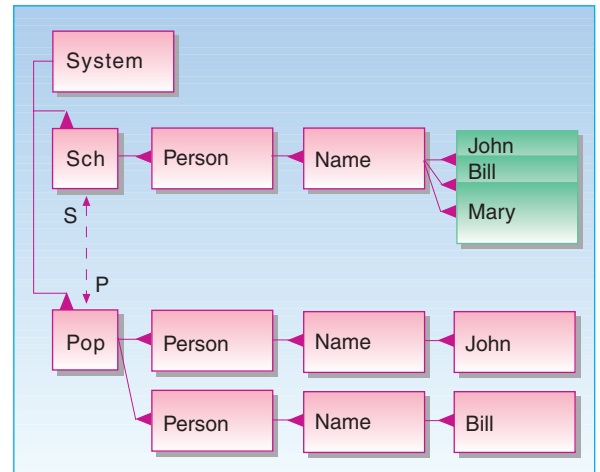 System
Sch
Person
Name
John
Bill
Mary
S
P
Pop
Person
Name
John
Person
Name
Bill